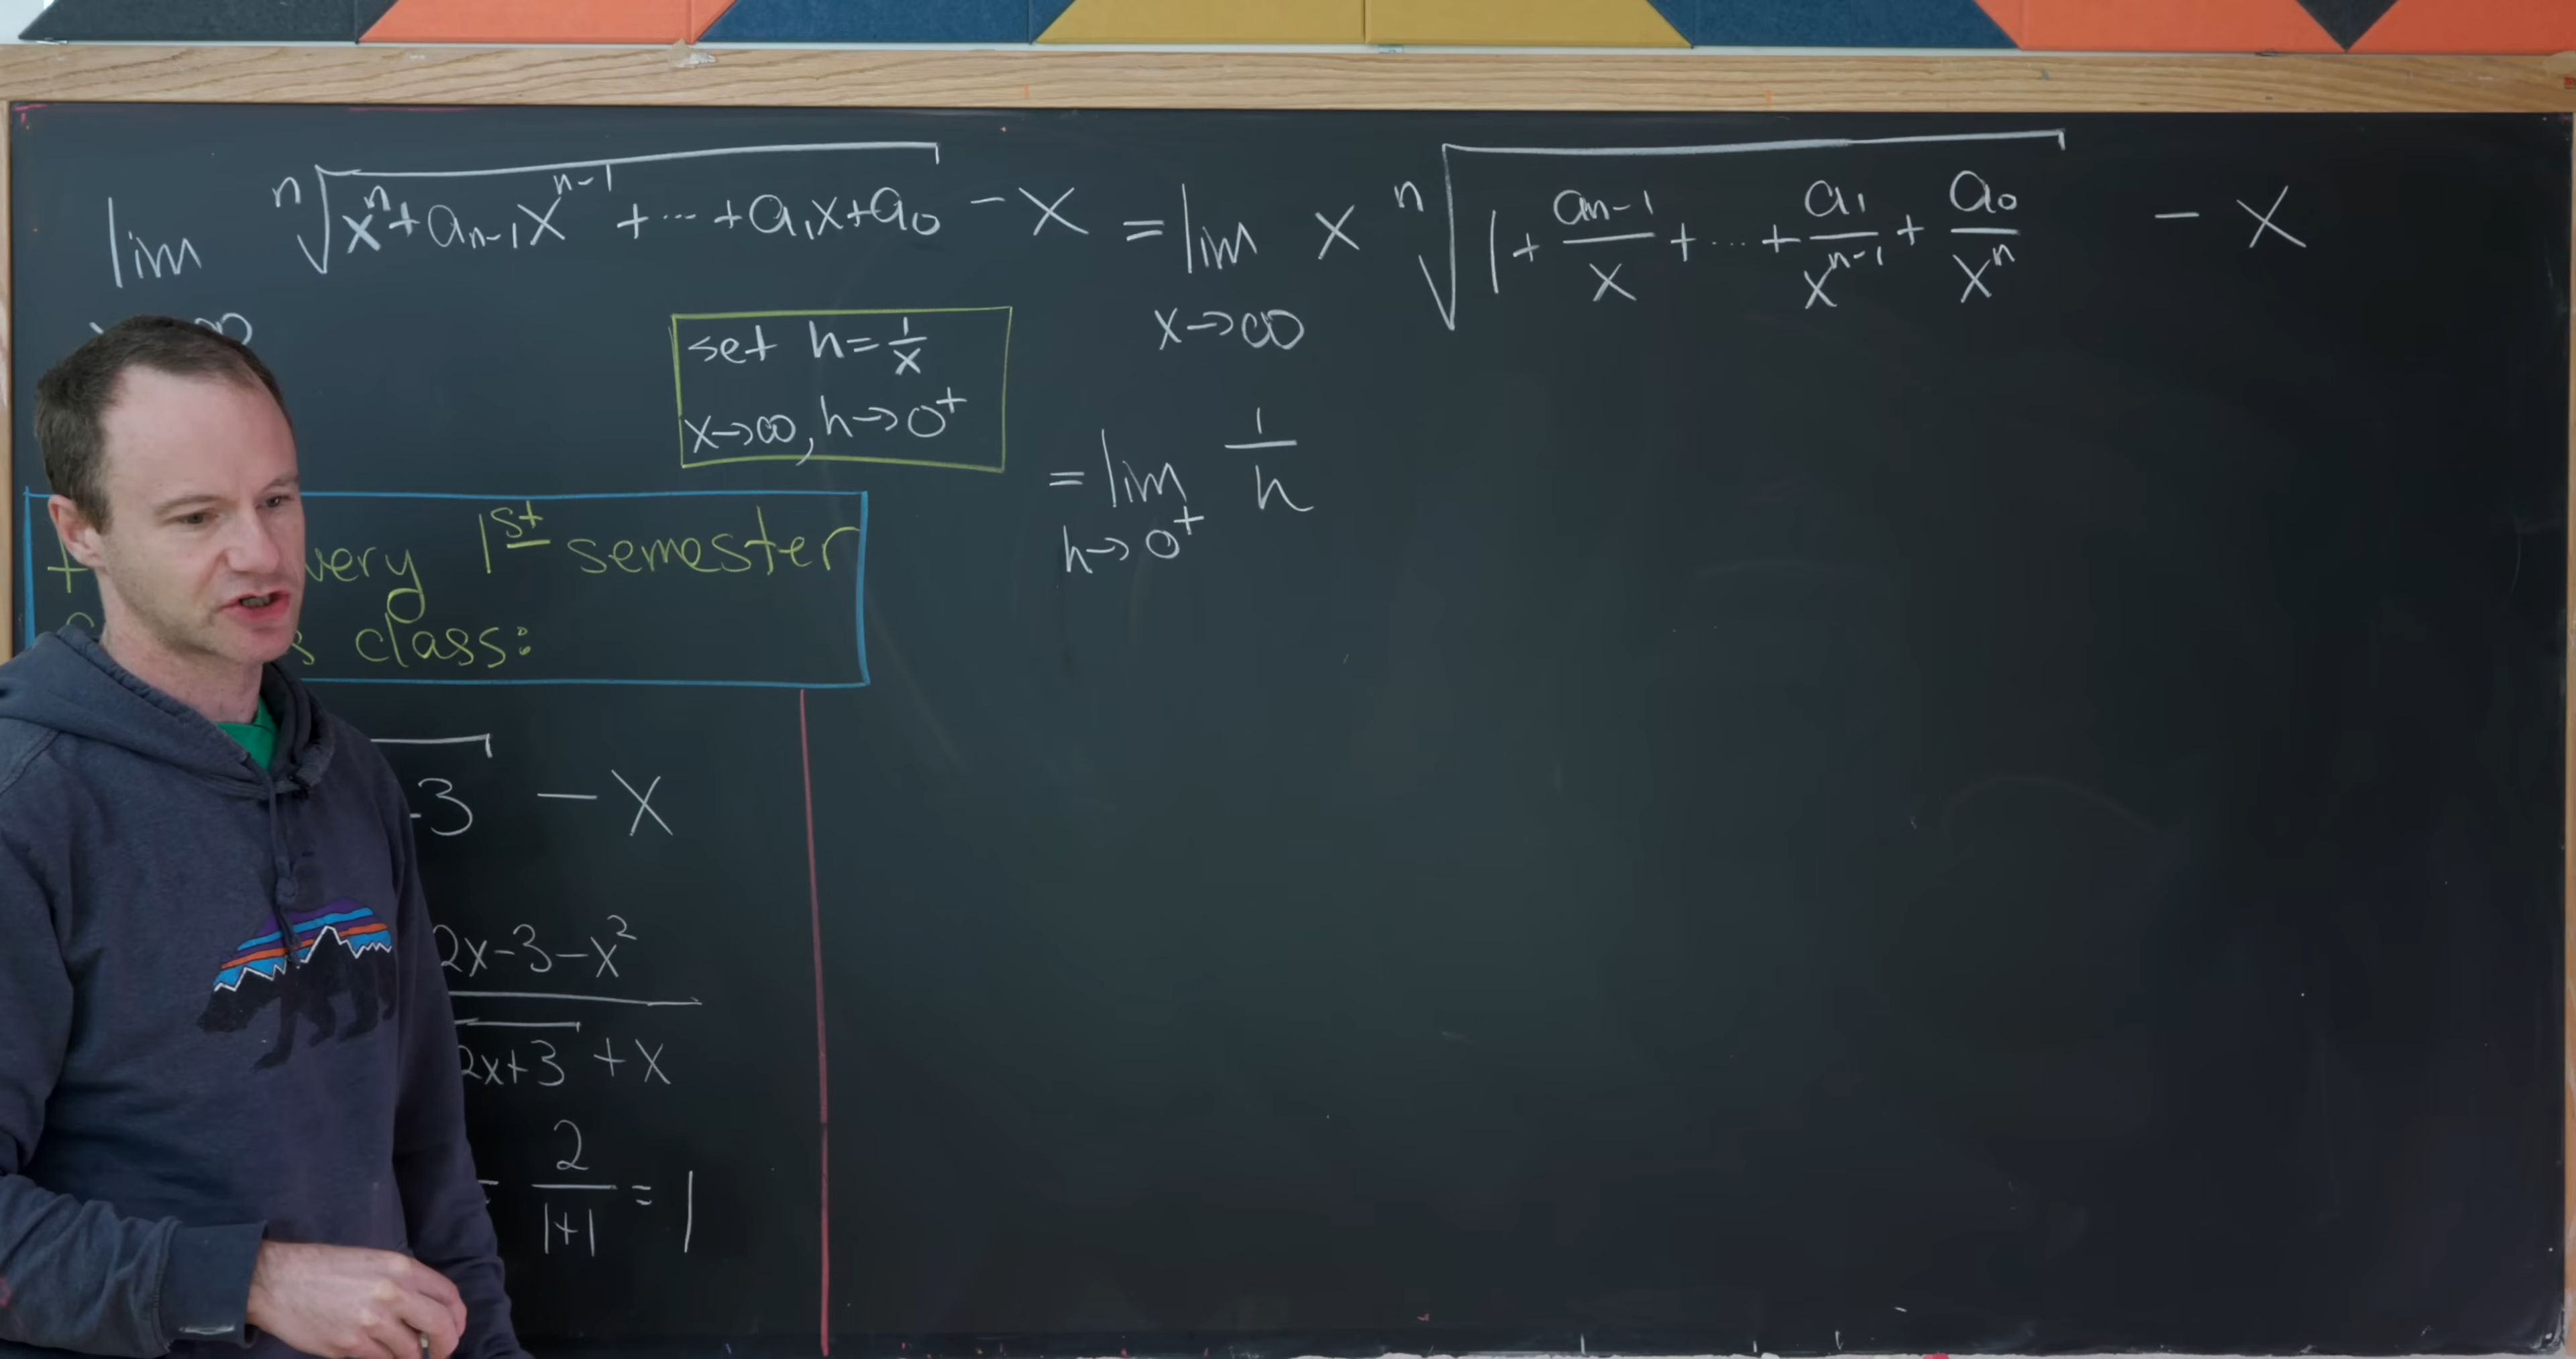 lim ⁿ√(xⁿ + aₙ₋₁xⁿ⁻¹ + ⋯ + a₁x + a₀) − x = lim x ⁿ√(1 + aₙ₋₁/x + ⋯ + a₁/xⁿ⁻¹ + a₀/xⁿ) − x
∞
x→∞
set h = 1/x
x→∞, h→0⁺
= lim 1/h
h→0⁺
1st semester
class:
3 − x
2x−3−x²
2x+3 + x
2/(1+1) = 1